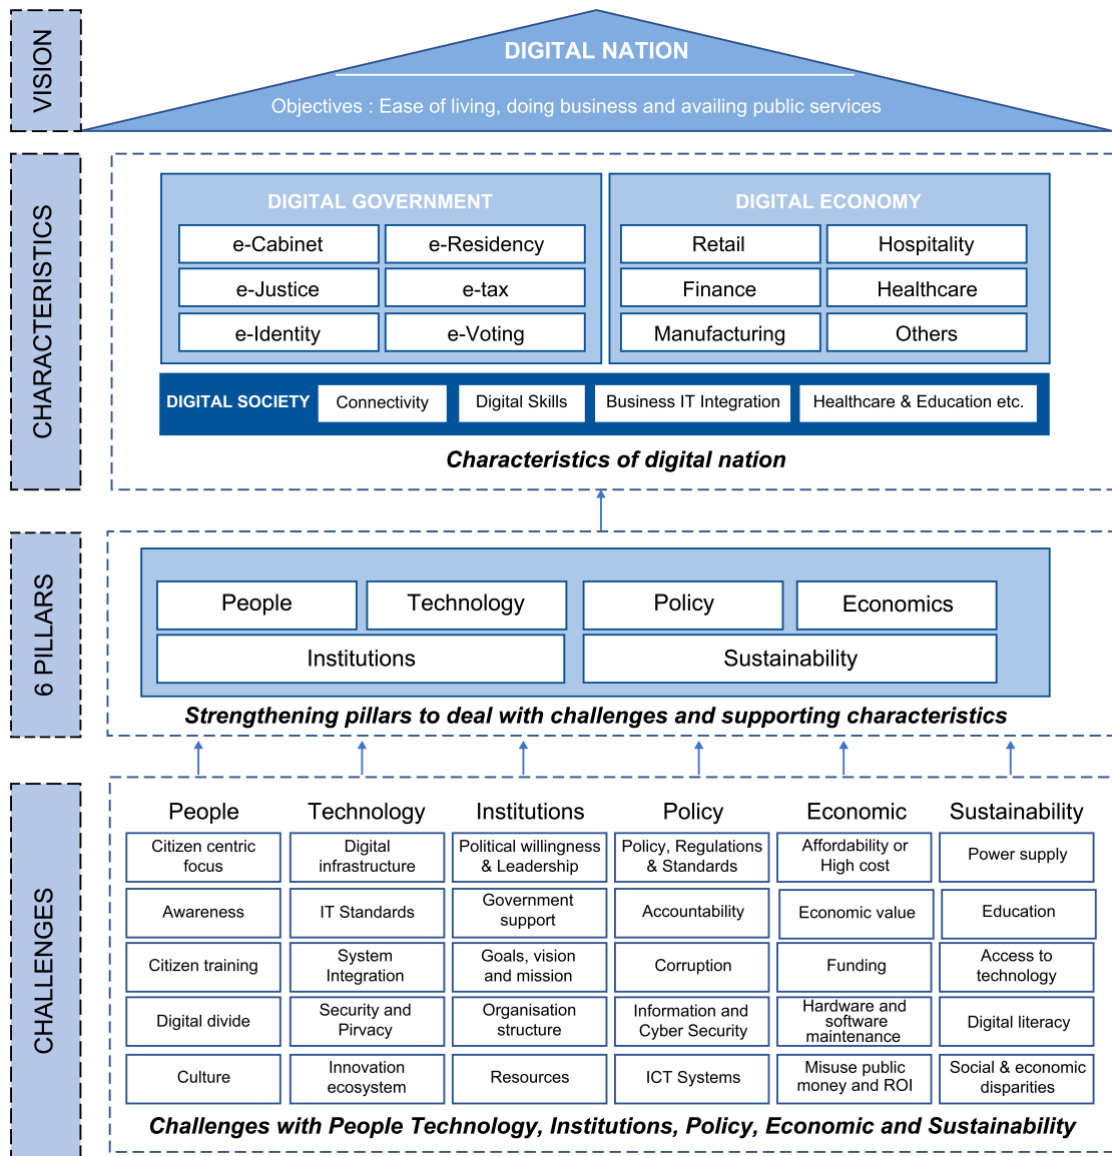 VISION
DIGITAL NATION
Objectives : Ease of living, doing business and availing public services
CHARACTERISTICS
DIGITAL GOVERNMENT
e-Cabinet
e-Residency
e-Justice
e-tax
e-Identity
e-Voting
DIGITAL ECONOMY
Retail
Hospitality
Finance
Healthcare
Manufacturing
Others
DIGITAL SOCIETY
Connectivity
Digital Skills
Business IT Integration
Healthcare & Education etc.
Characteristics of digital nation
6 PILLARS
People
Technology
Policy
Economics
Institutions
Sustainability
Strengthening pillars to deal with challenges and supporting characteristics
CHALLENGES
People
Citizen centric
focus
Awareness
Citizen training
Digital divide
Culture
Technology
Digital
infrastructure
IT Standards
System
Integration
Security and
Pirvacy
Innovation
ecosystem
Institutions
Political willingness
& Leadership
Government
support
Goals, vision
and mission
Organisation
structure
Resources
Policy
Policy, Regulations
& Standards
Accountability
Corruption
Information and
Cyber Security
ICT Systems
Economic
Affordability or
High cost
Economic value
Funding
Hardware and
software
maintenance
Misuse public
money and ROI
Sustainability
Power supply
Education
Access to
technology
Digital literacy
Social & economic
disparities
Challenges with People Technology, Institutions, Policy, Economic and Sustainability